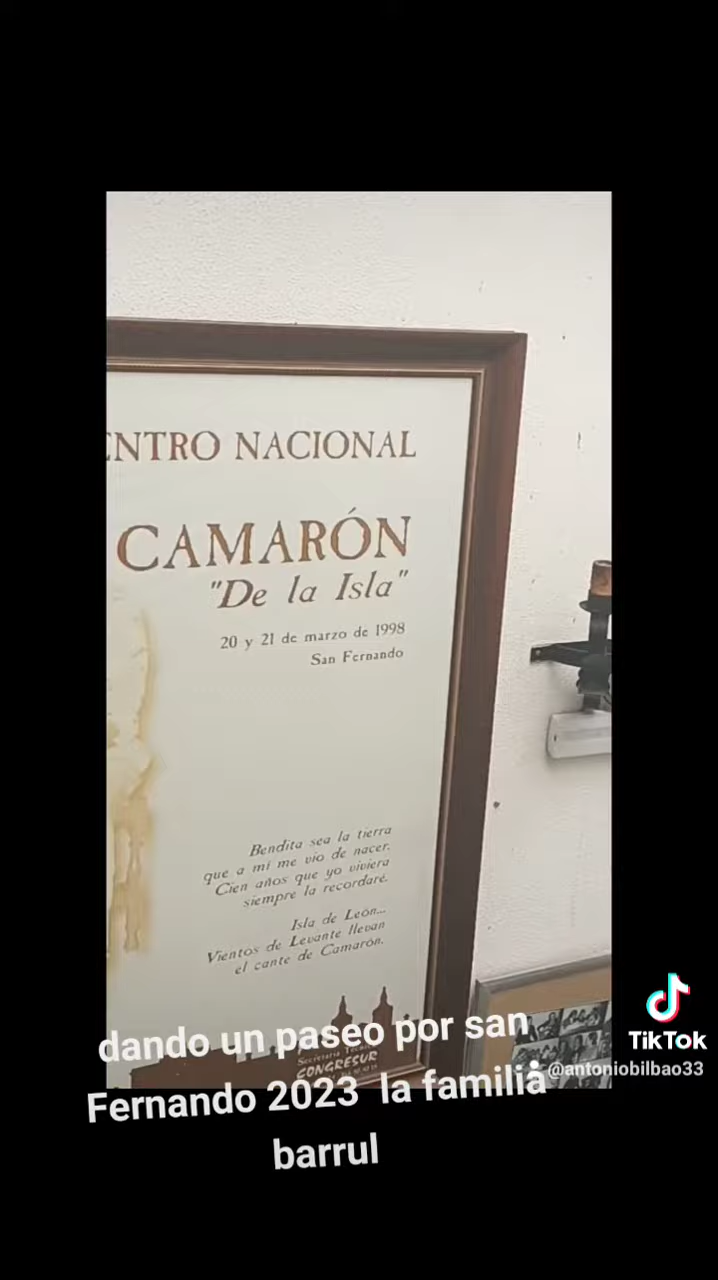 ENTRO NACIONAL
CAMARÓN
"De la Isla"
20 y 21 de marzo de 1998
San Fernando
Bendita sea la tierra
que a mi me vio de nacer.
Cien años que yo viviera
siempre la recordaré.
Isla de León...
Vientos de Levante llevan
el cante de Camarón.
CONGRESUR
dando un paseo por san
Fernando 2023 la familia
barrul
TikTok
@antoniobilbao33